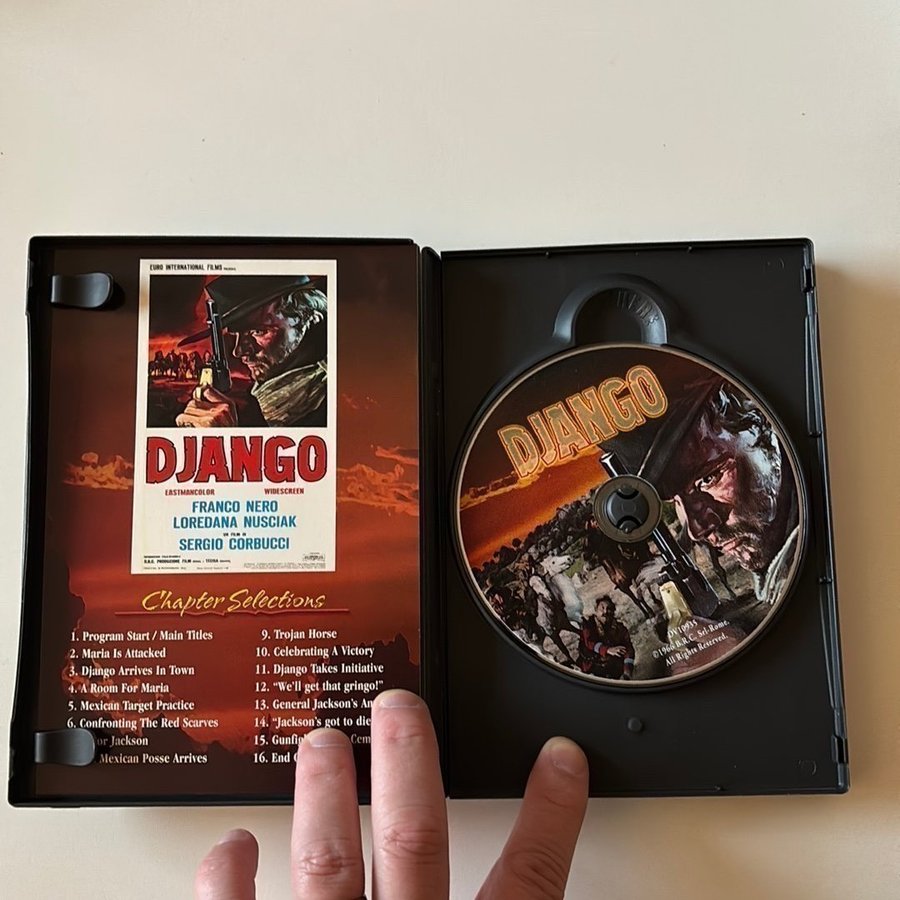 EURO INTERNATIONAL FILMS
DJANGO
EASTMANCOLOR WIDESCREEN
FRANCO NERO
LOREDANA NUSCIAK
UN FILM DI
SERGIO CORBUCCI
Chapter Selections
1. Program Start / Main Titles
2. Maria Is Attacked
3. Django Arrives In Town
4. A Room For Maria
5. Mexican Target Practice
6. Confronting The Red Scarves
or Jackson
Mexican Posse Arrives
9. Trojan Horse
10. Celebrating A Victory
11. Django Takes Initiative
12. “We'll get that gringo!”
13. General Jackson's
14. “Jackson's got to die
15.
16. End
DJANGO
DV10935
©1966 B.R.C. Srl-Rome.
All Rights Reserved.